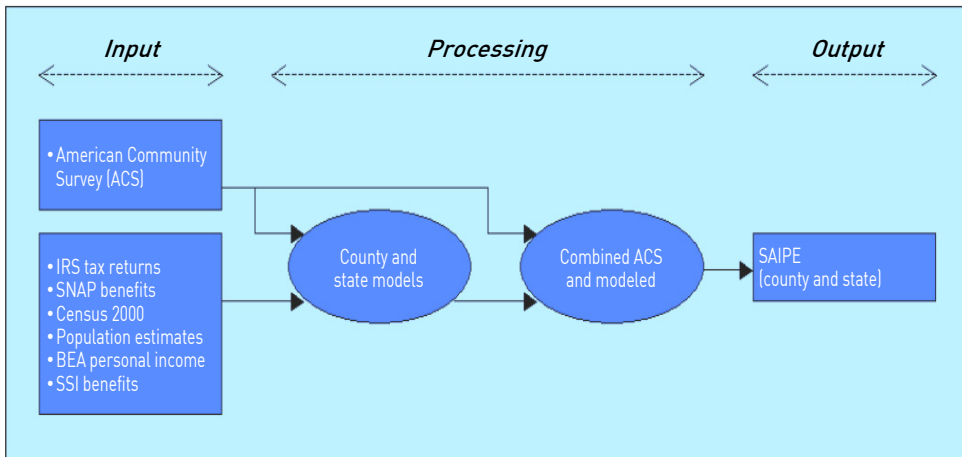 Input
Processing
Output
• American Community
Survey (ACS)
• IRS tax returns
• SNAP benefits
• Census 2000
• Population estimates
• BEA personal income
• SSI benefits
County and
state models
Combined ACS
and modeled
SAIPE
(county and state)